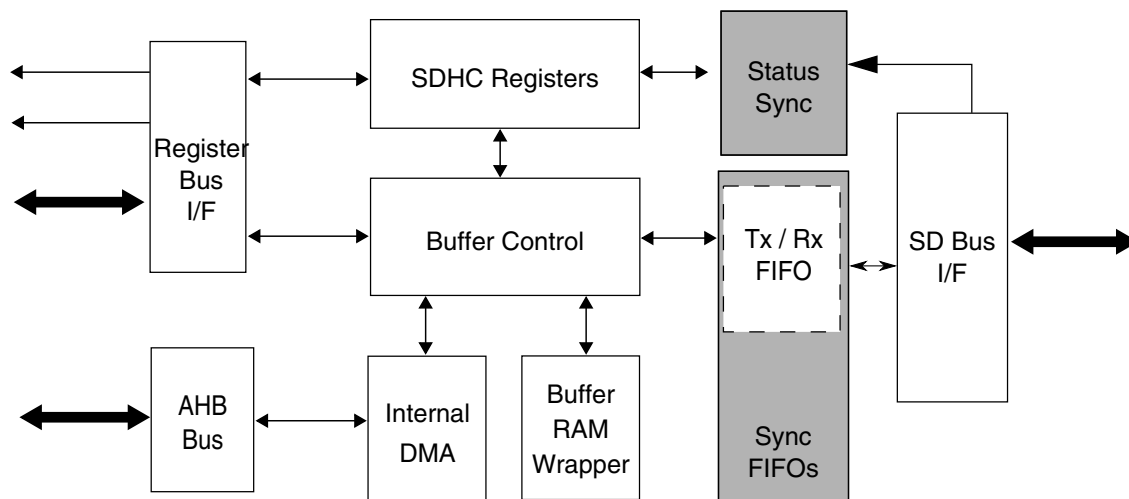 SDHC Registers
Status
Sync
Register
Bus
I/F
Buffer Control
Tx / Rx
FIFO
SD Bus
I/F
AHB
Bus
Internal
DMA
Buffer
RAM
Wrapper
Sync
FIFOs